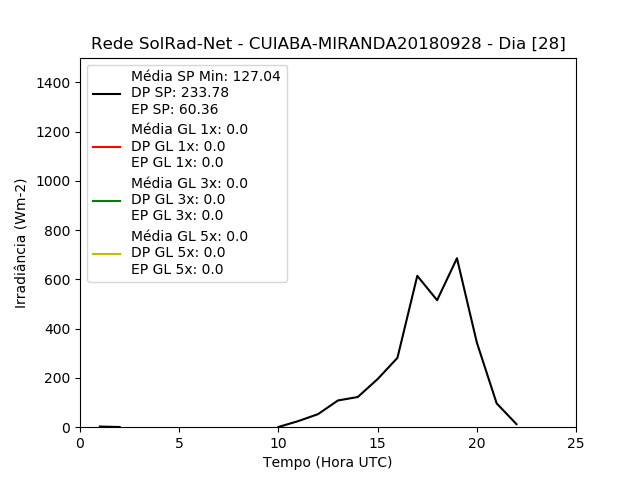 Rede SolRad-Net - CUIABA-MIRANDA20180928 - Dia [28]
Média SP Min: 127.04
DP SP: 233.78
EP SP: 60.36
Média GL 1x: 0.0
DP GL 1x: 0.0
EP GL 1x: 0.0
Média GL 3x: 0.0
DP GL 3x: 0.0
EP GL 3x: 0.0
Média GL 5x: 0.0
DP GL 5x: 0.0
EP GL 5x: 0.0
Irradiância (Wm-2)
1400
1200
1000
800
600
400
200
0
0 5 10 15 20 25
Tempo (Hora UTC)